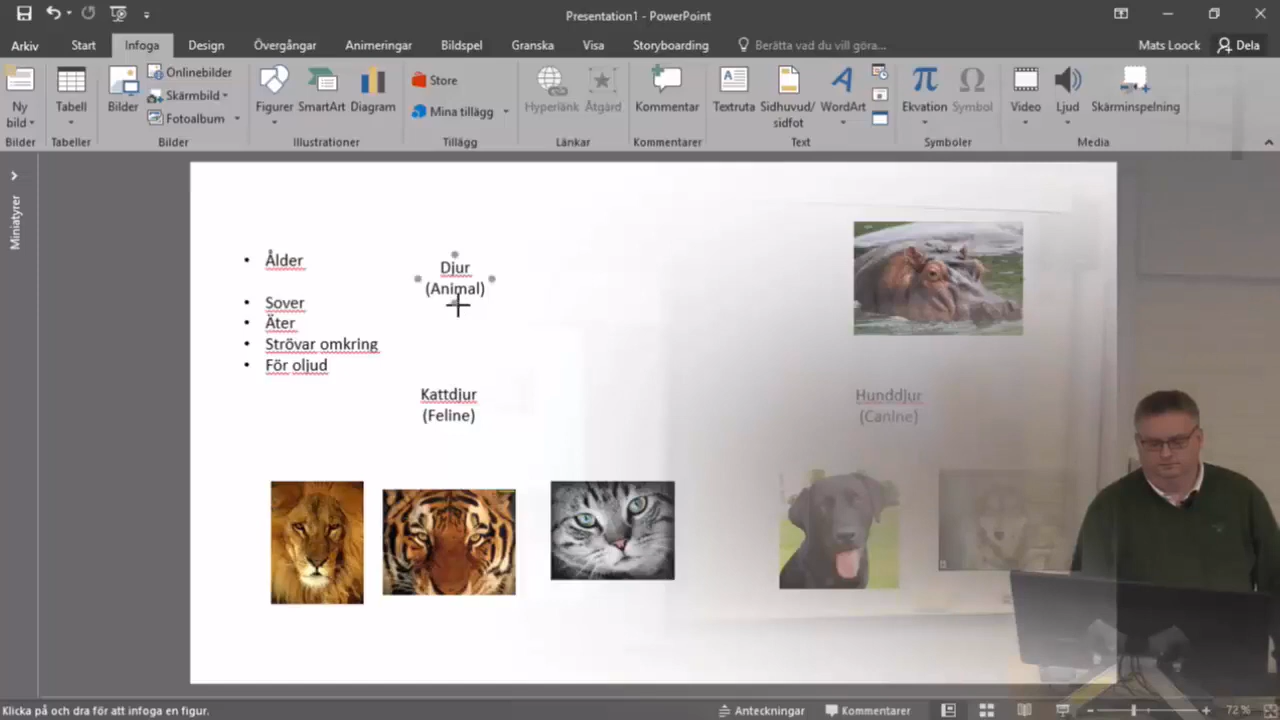 Presentation1 - PowerPoint
Arkiv
Start
Infoga
Design
Övergångar
Animeringar
Bildspel
Granska
Visa
Storyboarding
Berätta vad du vill göra...
Mats Loock
Dela
Ny bild
Tabell
Bilder
Onlinebilder
Skärmbild
Fotoalbum
Figurer
SmartArt
Diagram
Store
Mina tillägg
Hyperlänk
Åtgärd
Kommentar
Textruta
Sidhuvud/
sidfot
WordArt
Ekvation
Symbol
Video
Ljud
Skärminspelning
Bilder
Tabeller
Bilder
Illustrationer
Tillägg
Länkar
Kommentarer
Text
Symboler
Media
Miniatyrer
• Ålder
• Sover
• Äter
• Strövar omkring
• För oljud
Djur
(Animal)
Kattdjur
(Feline)
Hunddjur
(Canine)
Klicka på och dra för att infoga en figur.
Anteckningar
Kommentarer
72 %